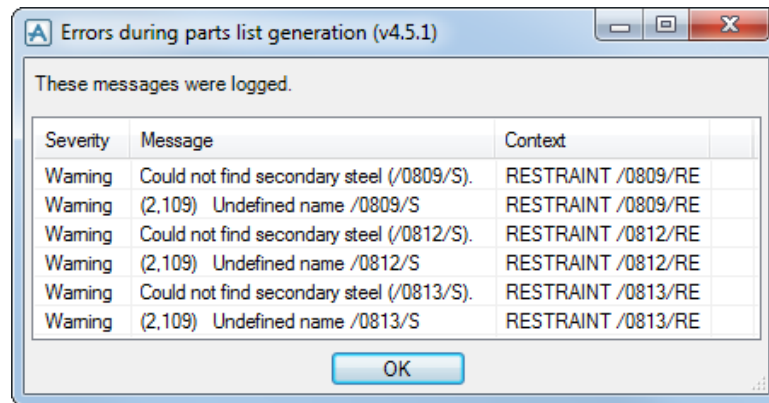 Errors during parts list generation (v4.5.1)
These messages were logged.
Severity Message Context
Warning Could not find secondary steel (/0809/S). RESTRAINT /0809/RE
Warning (2,109) Undefined name /0809/S RESTRAINT /0809/RE
Warning Could not find secondary steel (/0812/S). RESTRAINT /0812/RE
Warning (2,109) Undefined name /0812/S RESTRAINT /0812/RE
Warning Could not find secondary steel (/0813/S). RESTRAINT /0813/RE
Warning (2,109) Undefined name /0813/S RESTRAINT /0813/RE
OK